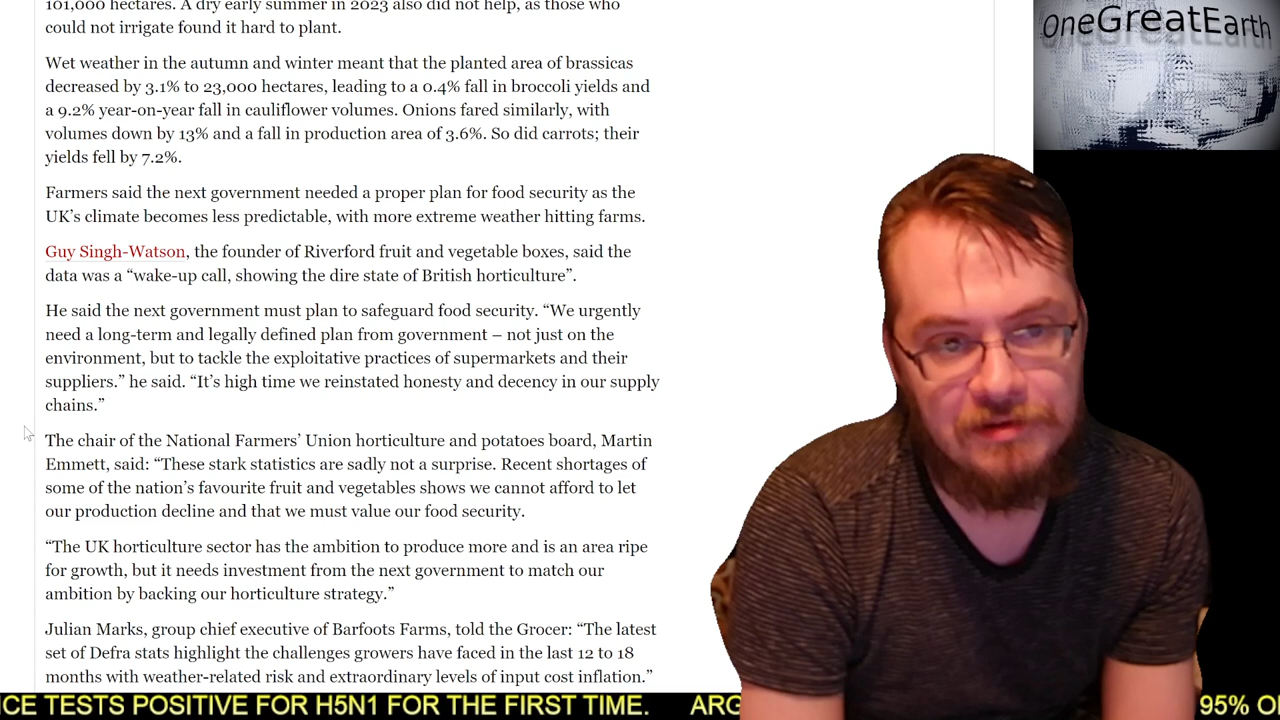 101,000 hectares. A dry early summer in 2023 also did not help, as those who
could not irrigate found it hard to plant.
Wet weather in the autumn and winter meant that the planted area of brassicas
decreased by 3.1% to 23,000 hectares, leading to a 0.4% fall in broccoli yields and
a 9.2% year-on-year fall in cauliflower volumes. Onions fared similarly, with
volumes down by 13% and a fall in production area of 3.6%. So did carrots; their
yields fell by 7.2%.
Farmers said the next government needed a proper plan for food security as the
UK’s climate becomes less predictable, with more extreme weather hitting farms.
Guy Singh-Watson, the founder of Riverford fruit and vegetable boxes, said the
data was a “wake-up call, showing the dire state of British horticulture”.
He said the next government must plan to safeguard food security. “We urgently
need a long-term and legally defined plan from government – not just on the
environment, but to tackle the exploitative practices of supermarkets and their
suppliers.” he said. “It’s high time we reinstated honesty and decency in our supply
chains.”
The chair of the National Farmers’ Union horticulture and potatoes board, Martin
Emmett, said: “These stark statistics are sadly not a surprise. Recent shortages of
some of the nation’s favourite fruit and vegetables shows we cannot afford to let
our production decline and that we must value our food security.
“The UK horticulture sector has the ambition to produce more and is an area ripe
for growth, but it needs investment from the next government to match our
ambition by backing our horticulture strategy.”
Julian Marks, group chief executive of Barfoots Farms, told the Grocer: “The latest
set of Defra stats highlight the challenges growers have faced in the last 12 to 18
months with weather-related risk and extraordinary levels of input cost inflation.”
OneGreatEarth
ICE TESTS POSITIVE FOR H5N1 FOR THE FIRST TIME. ARG 95% O